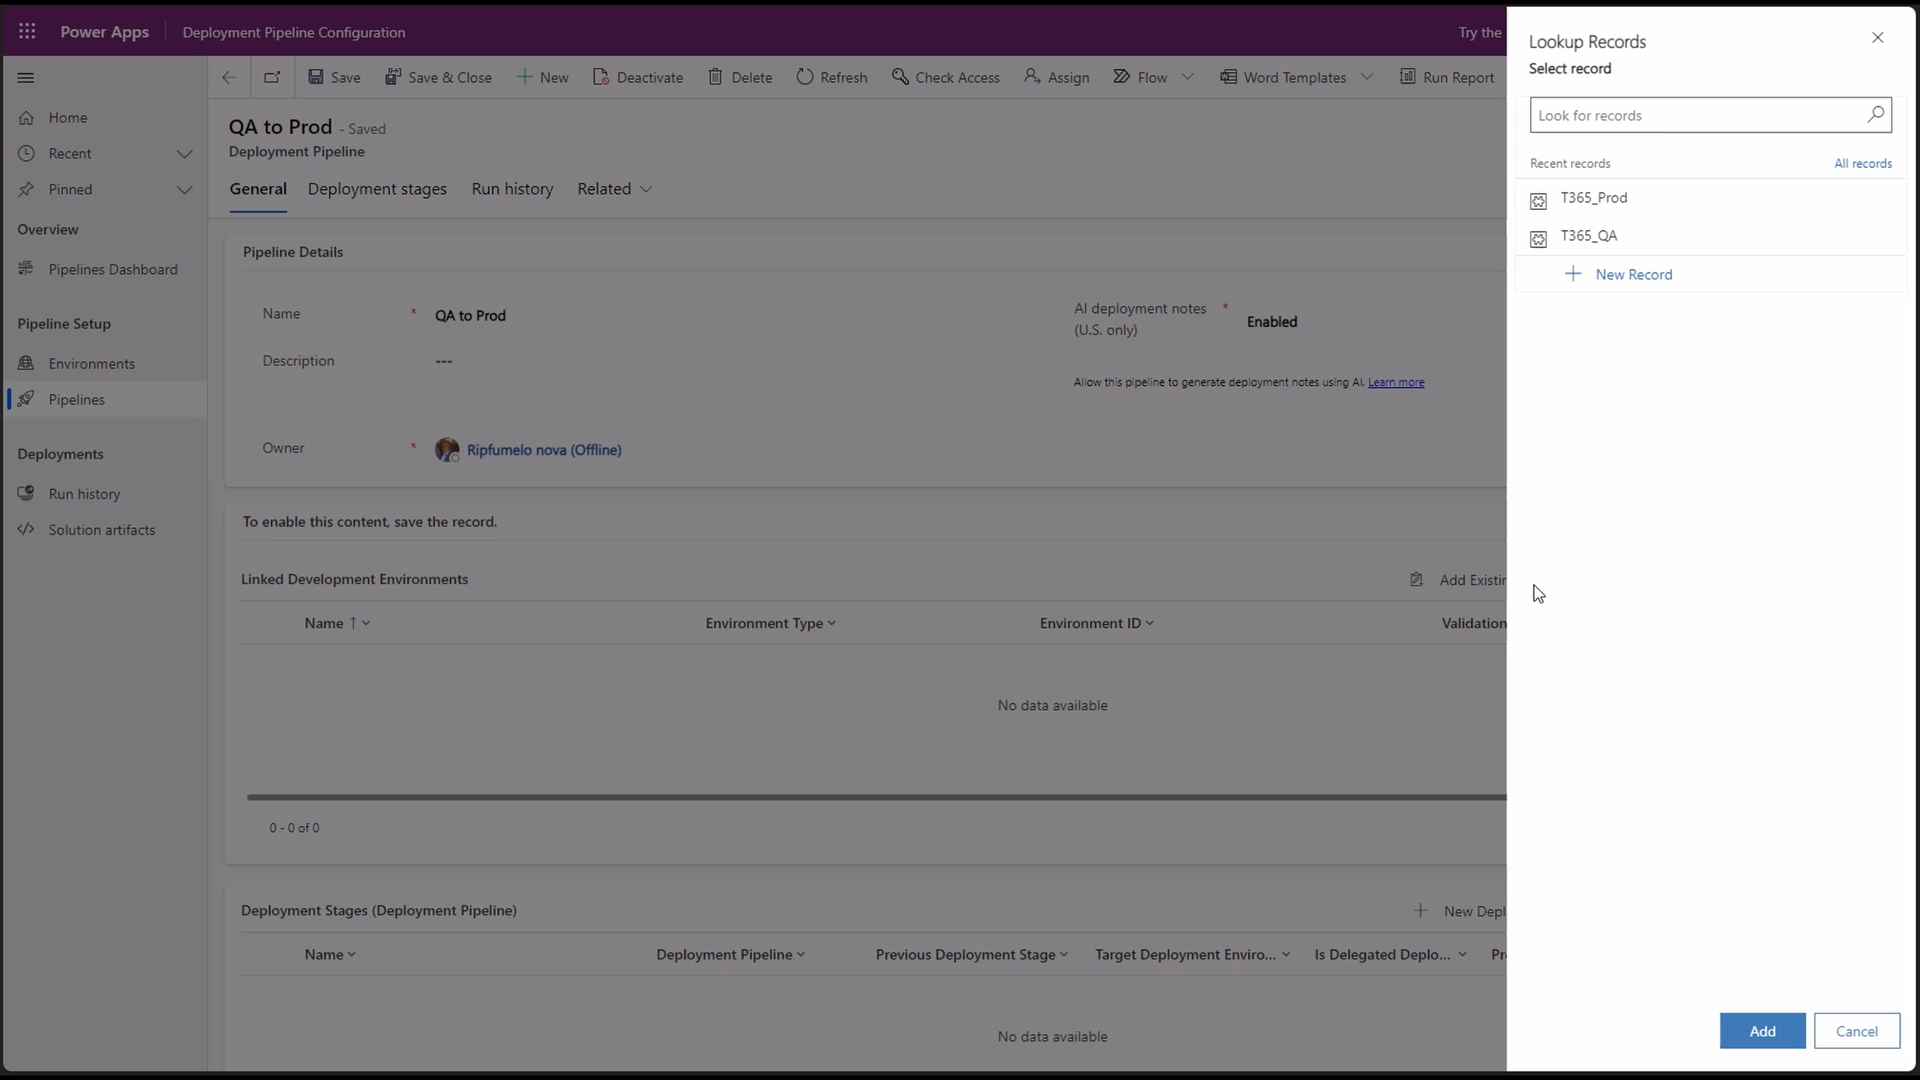 Power Apps
Deployment Pipeline Configuration
Try the
Save
Save & Close
New
Deactivate
Delete
Refresh
Check Access
Assign
Flow
Word Templates
Run Report
Home
Recent
Pinned
Overview
Pipelines Dashboard
Pipeline Setup
Environments
Pipelines
Deployments
Run history
Solution artifacts
QA to Prod - Saved
Deployment Pipeline
General
Deployment stages
Run history
Related
Pipeline Details
Name * QA to Prod
Description ---
Owner * Ripfumelo nova (Offline)
AI deployment notes *
(U.S. only)
Enabled
Allow this pipeline to generate deployment notes using AI. Learn more
To enable this content, save the record.
Linked Development Environments
Add Existin
Name ↑
Environment Type
Environment ID
Validation
No data available
0 - 0 of 0
Deployment Stages (Deployment Pipeline)
New Depl
Name
Deployment Pipeline
Previous Deployment Stage
Target Deployment Enviro...
Is Delegated Deplo...
Pr
No data available
Lookup Records
Select record
Look for records
Recent records
All records
T365_Prod
T365_QA
New Record
Add
Cancel